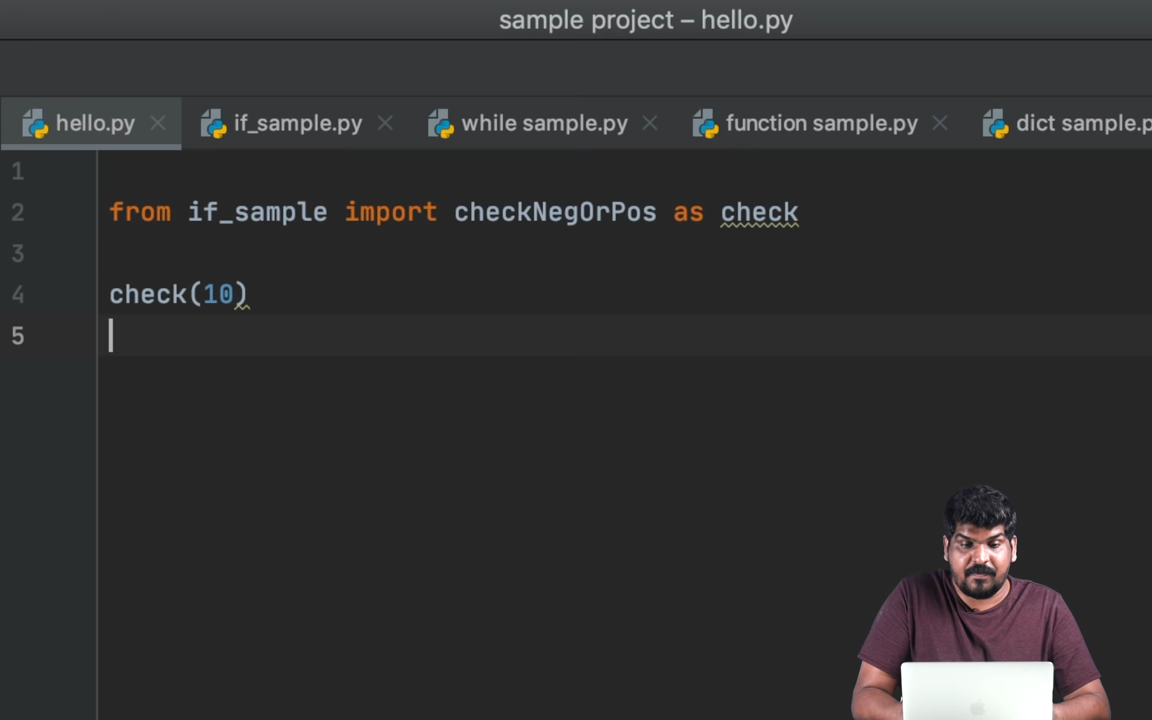 sample project – hello.py
hello.py if_sample.py while sample.py function sample.py dict sample.p
1
2 from if_sample import checkNegOrPos as check
3
4 check(10)
5